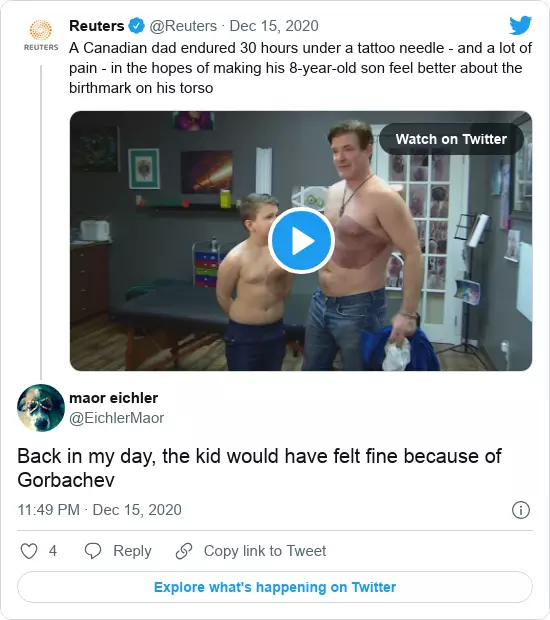 Reuters @Reuters · Dec 15, 2020
REUTERS
A Canadian dad endured 30 hours under a tattoo needle - and a lot of
pain - in the hopes of making his 8-year-old son feel better about the
birthmark on his torso
Watch on Twitter
maor eichler
@EichlerMaor
Back in my day, the kid would have felt fine because of
Gorbachev
11:49 PM · Dec 15, 2020
4 Reply Copy link to Tweet
Explore what's happening on Twitter